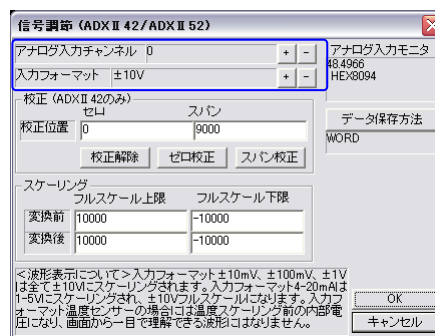 信号調節 (ADXⅡ42/ADXⅡ52)
アナログ入力チャンネル 0 + -
入力フォーマット ±10V + -
アナログ入力モニタ
48.4966
HEX8094
校正 (ADXⅡ42のみ)
ゼロ スパン
校正位置 0 9000
校正解除 ゼロ校正 スパン校正
データ保存方法
WORD
スケーリング
フルスケール上限 フルスケール下限
変換前 10000 -10000
変換後 10000 -10000
<波形表示について>入力フォーマット±10mV、±100mV、±1V
は全て±10Vにスケーリングされます。入力フォーマット4-20mAは
1-5Vにスケーリングされ、±10Vフルスケールになります。入力フ
ォーマット温度センサーの場合には温度スケーリング前の内部電
圧になり、画面から一目で理解できる波形にはなりません。
OK
キャンセル